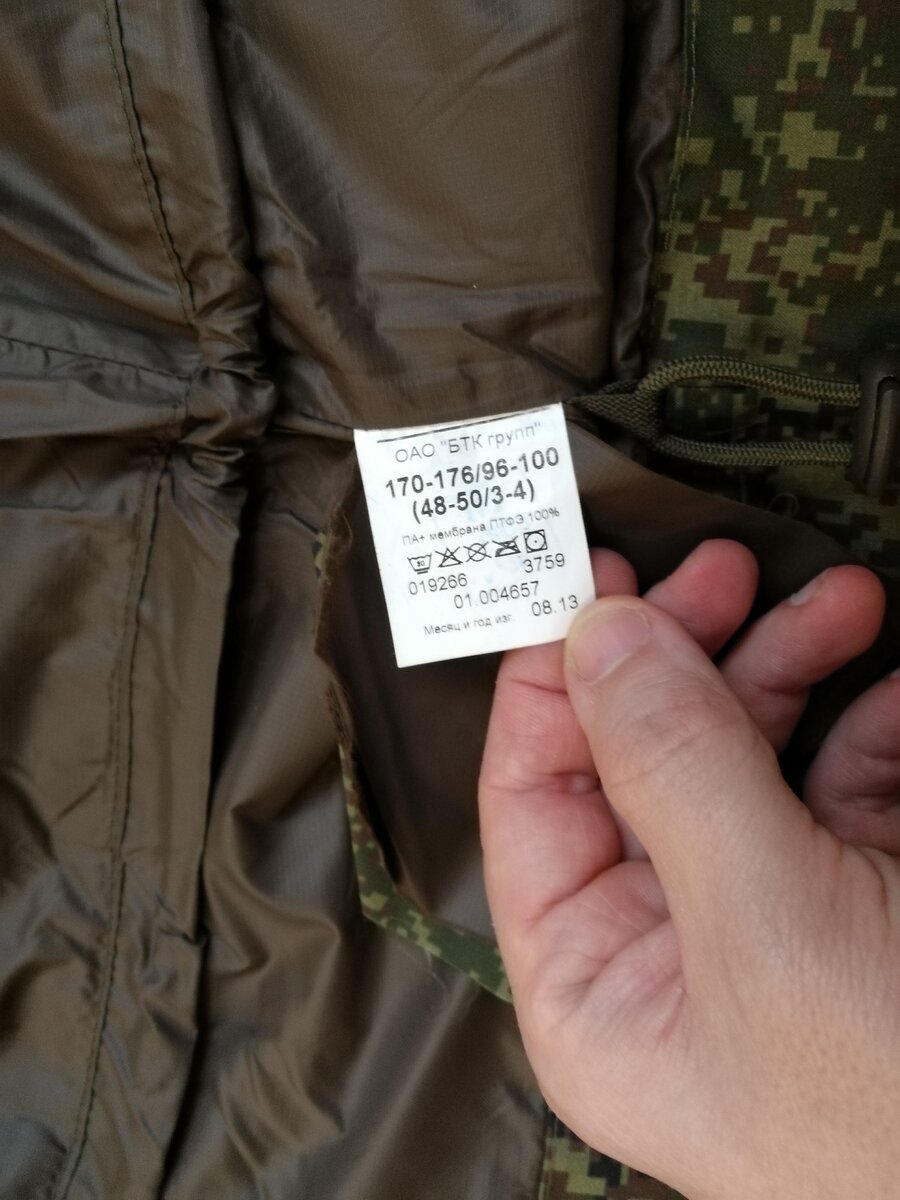 ОАО "БТК групп"
170-176/96-100
(48-50/3-4)
ПА+ мембрана ПТФЭ 100%
019266 3759
01.004657
Месяц и год изг. 08.13